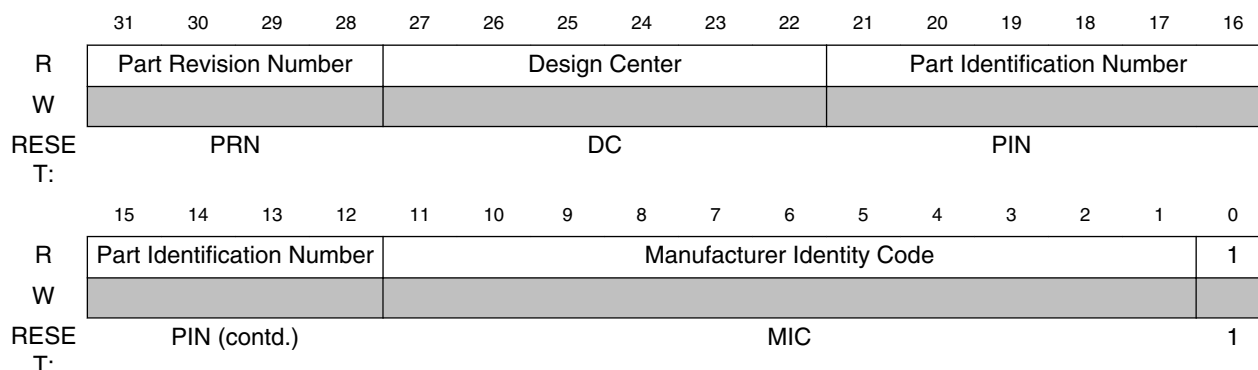 31 30 29 28 27 26 25 24 23 22 21 20 19 18 17 16
R Part Revision Number Design Center Part Identification Number
W
RESE PRN DC PIN
T:
15 14 13 12 11 10 9 8 7 6 5 4 3 2 1 0
R Part Identification Number Manufacturer Identity Code 1
W
RESE PIN (contd.) MIC 1
T: